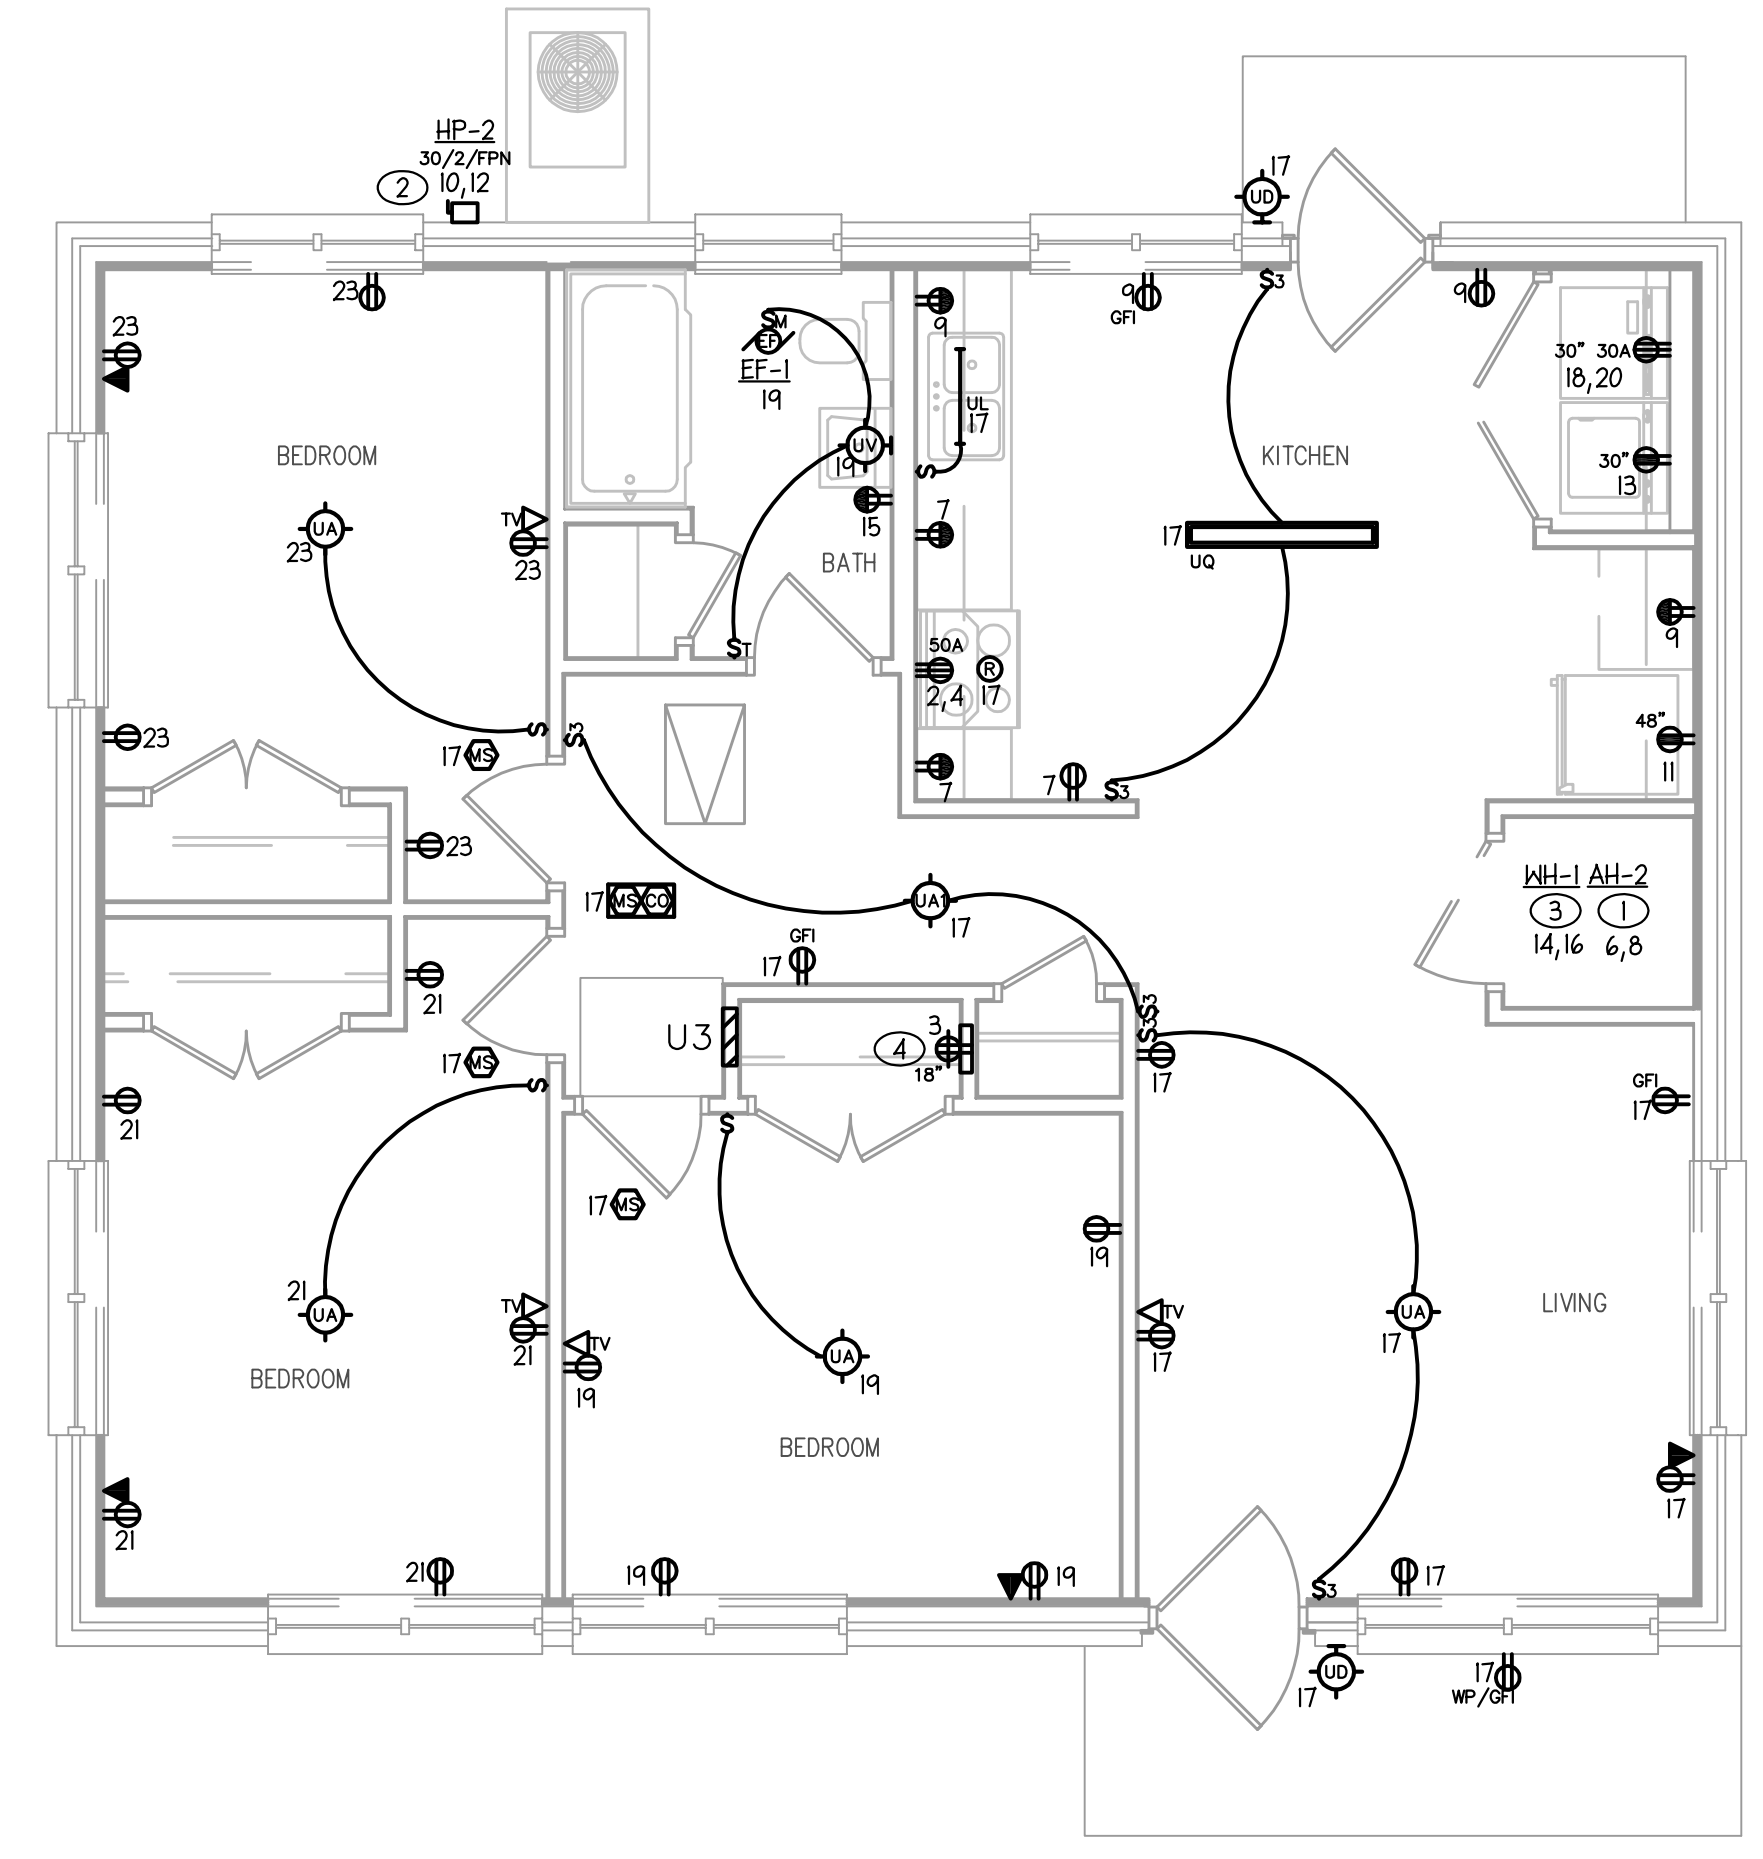 HP-2
30/2/FPN
2 10,12
17
UD
23
23
9
GFI
S3
9
9
SM
EF
EF-1
19
23
30" 30A
18,20
UL
17
BEDROOM
KITCHEN
UV
19
S
30"
13
15
7
UA
23
TV
23
BATH
17
UQ
9
ST
50A
2,4
R
17
S
S3
23
17 MS
48"
11
7
7
S3
23
WH-1 AH-2
3 1
14,16 6,8
17 MS CO
UA1
17
GFI
17
21
S3
S3
U3
4
3
18"
17
17 MS
S
21
S
GFI
17
17 MS
19
21
UA
TV
21
TV
19
UA
19
TV
17
UA
17
LIVING
BEDROOM
BEDROOM
21
17
21
19
19
S3
17
UD
17
17
WP/GFI